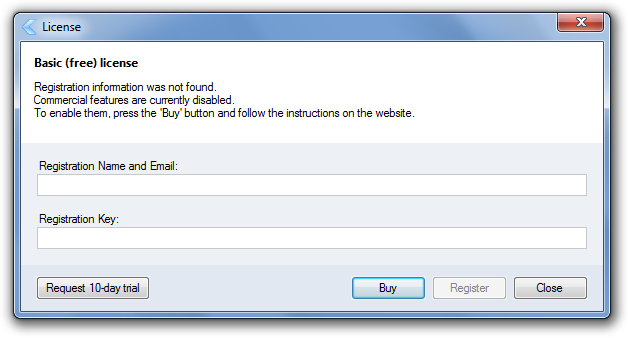 License
Basic (free) license
Registration information was not found.
Commercial features are currently disabled.
To enable them, press the 'Buy' button and follow the instructions on the website.
Registration Name and Email:
Registration Key:
Request 10-day trial
Buy
Register
Close